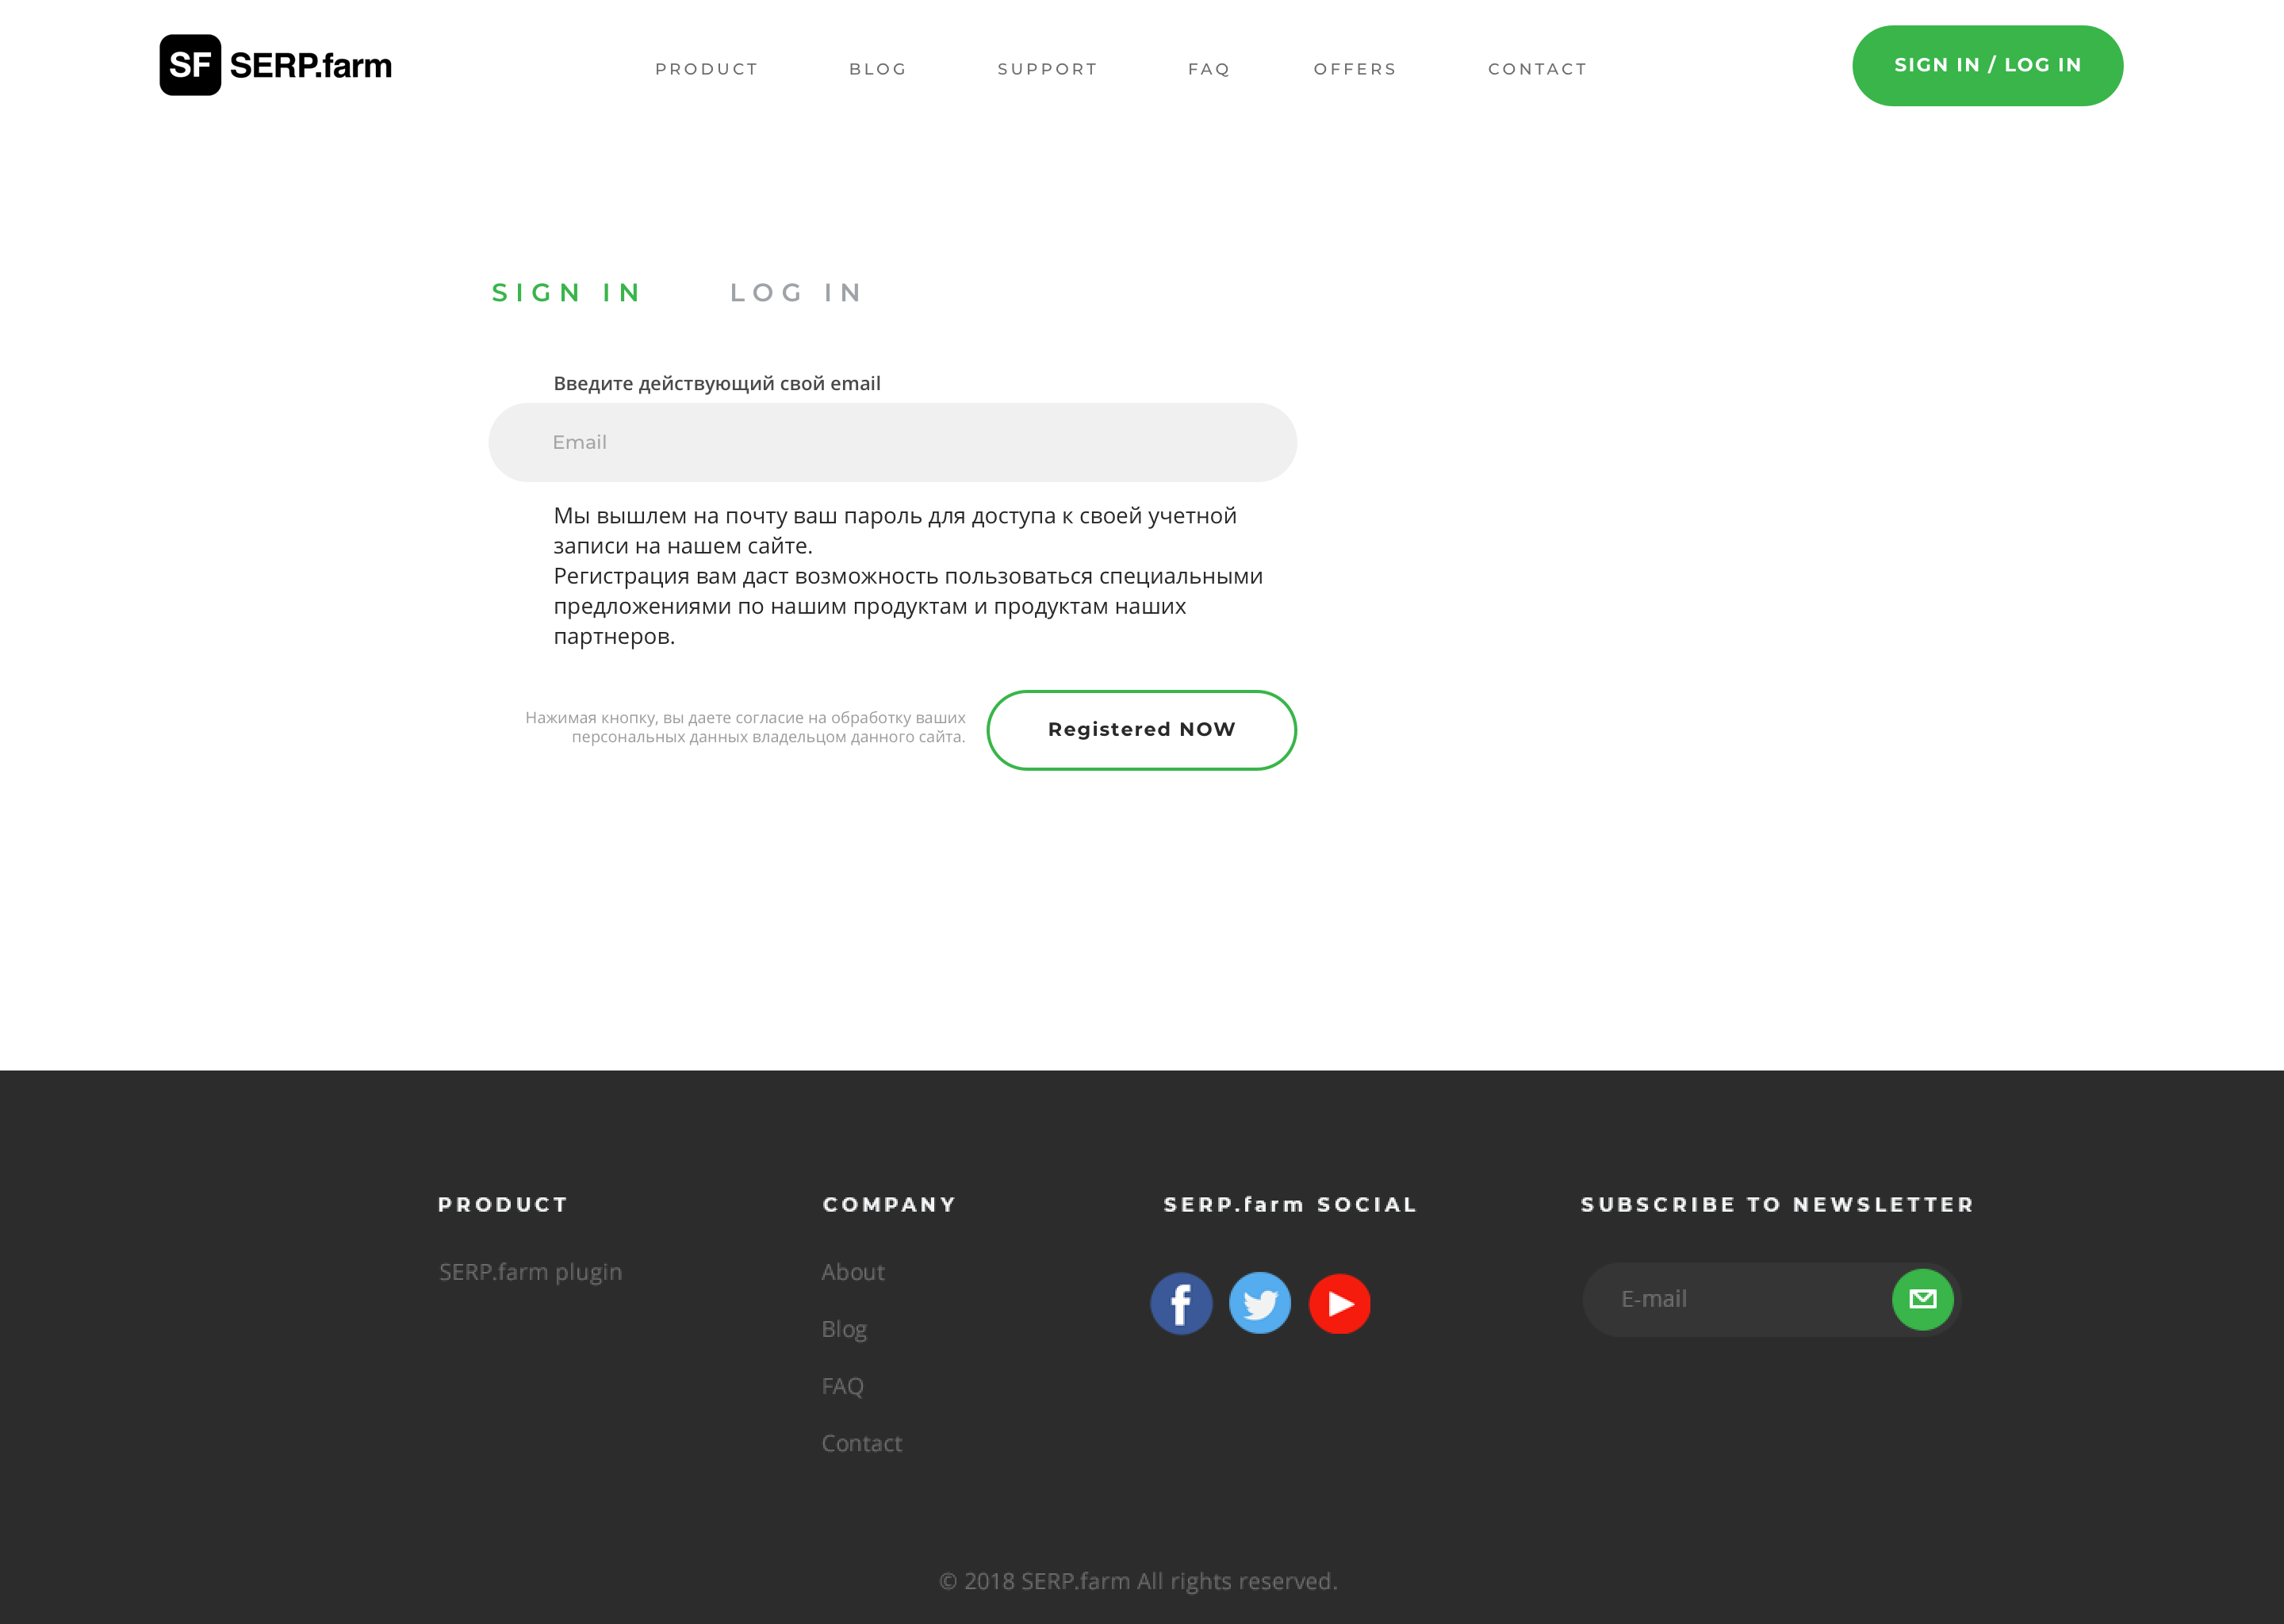 SF SERP.farm
PRODUCT BLOG SUPPORT FAQ OFFERS CONTACT
SIGN IN / LOG IN
SIGN IN LOG IN
Введите действующий свой email
Email
Мы вышлем на почту ваш пароль для доступа к своей учетной
записи на нашем сайте.
Регистрация вам даст возможность пользоваться специальными
предложениями по нашим продуктам и продуктам наших
партнеров.
Нажимая кнопку, вы даете согласие на обработку ваших
персональных данных владельцом данного сайта.
Registered NOW
PRODUCT
SERP.farm plugin
COMPANY
About
Blog
FAQ
Contact
SERP.farm SOCIAL
SUBSCRIBE TO NEWSLETTER
E-mail
© 2018 SERP.farm All rights reserved.